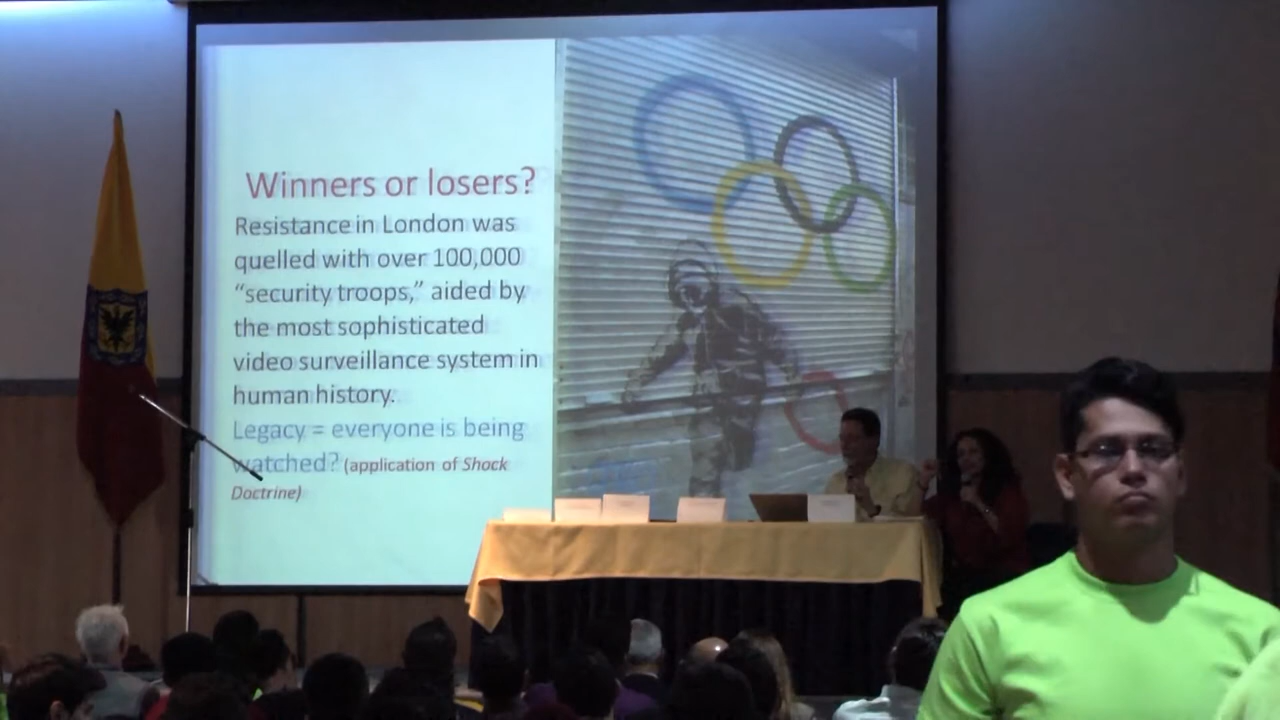 Winners or losers?
Resistance in London was
quelled with over 100,000
“security troops,” aided by
the most sophisticated
video surveillance system in
human history.
Legacy = everyone is being
watched? (application of Shock
Doctrine)